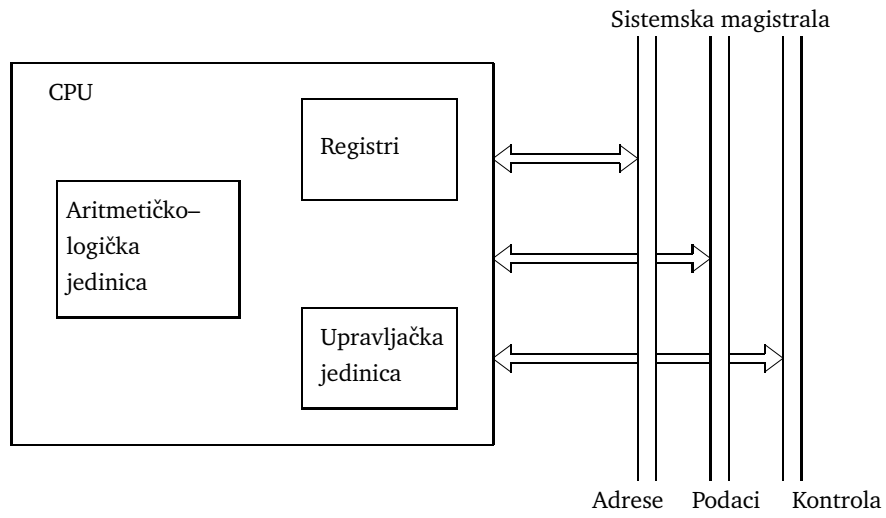 Sistemska magistrala
CPU
Registri
Aritmetičko–
logička
jedinica
Upravljačka
jedinica
Adrese
Podaci
Kontrola